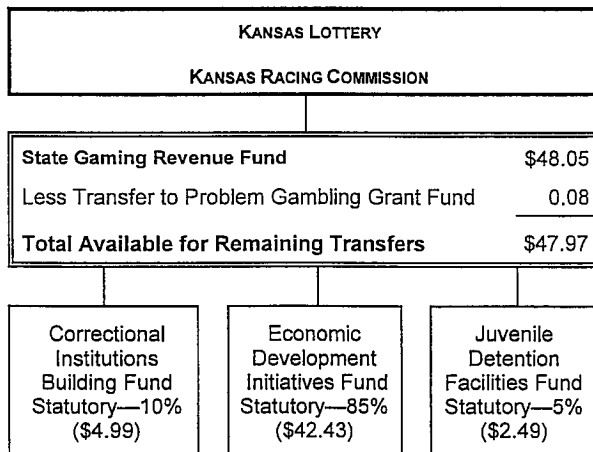 KANSAS LOTTERY
KANSAS RACING COMMISSION
State Gaming Revenue Fund $48.05
Less Transfer to Problem Gambling Grant Fund 0.08
Total Available for Remaining Transfers $47.97
Correctional
Institutions
Building Fund
Statutory—10%
($4.99)
Economic
Development
Initiatives Fund
Statutory—85%
($42.43)
Juvenile
Detention
Facilities Fund
Statutory—5%
($2.49)